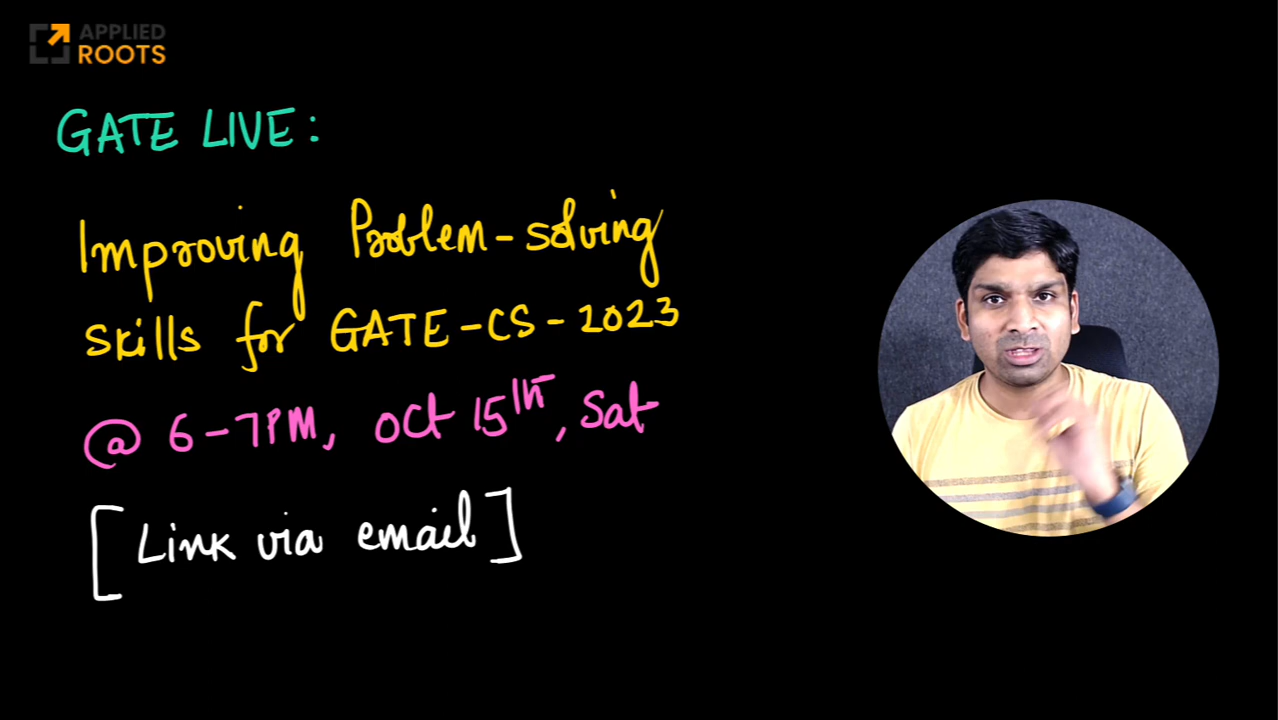 APPLIED
ROOTS
GATE LIVE:
Improving Problem-solving
skills for GATE-CS-2023
@ 6-7PM, Oct 15th, Sat
[Link via email]